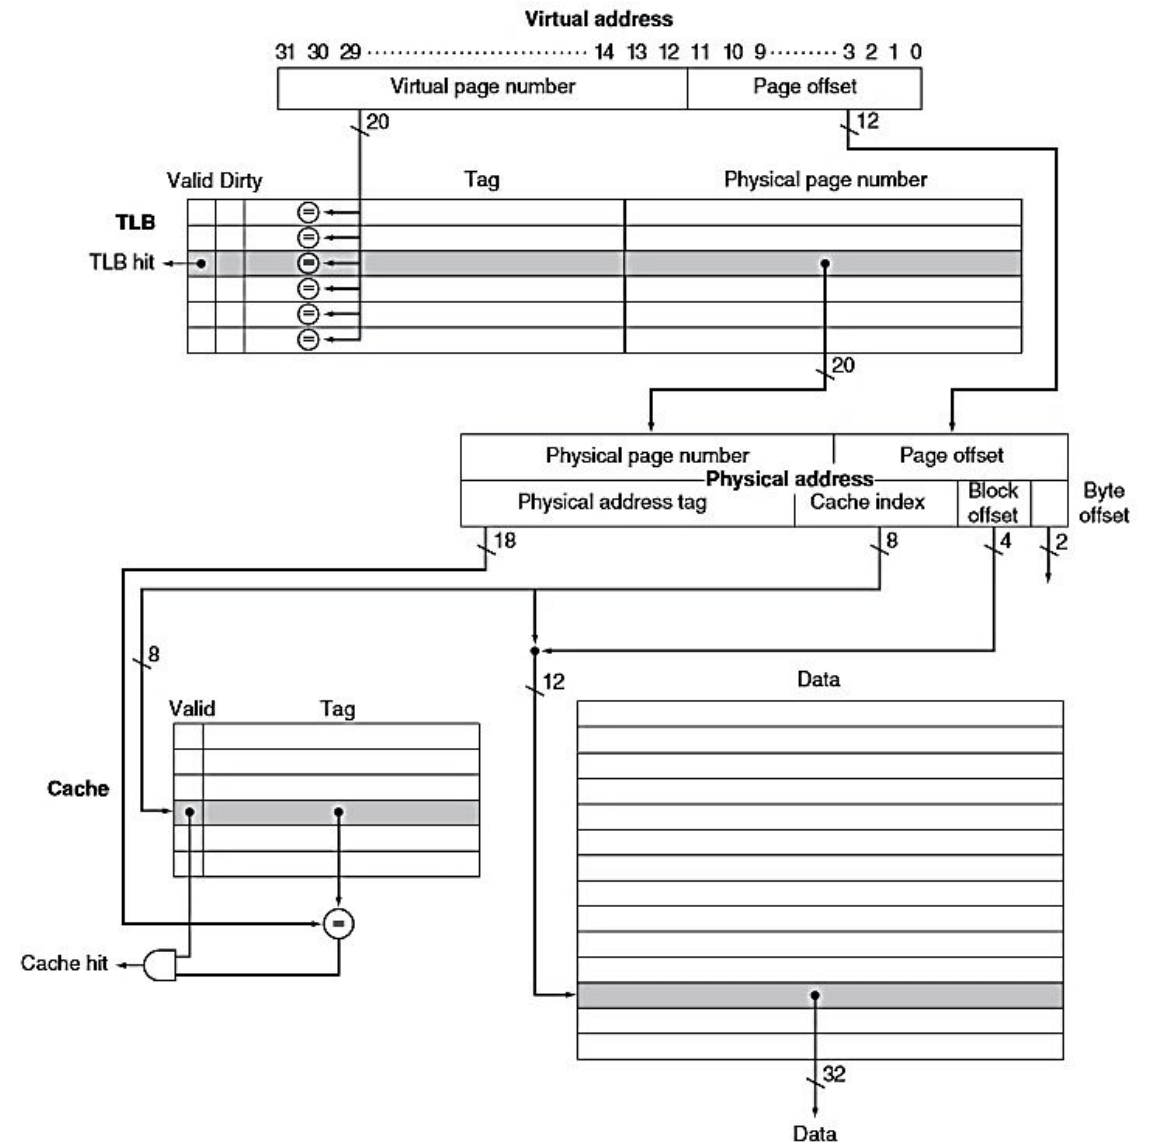 Virtual address
31 30 29 ······························ 14 13 12 11 10 9 ········· 3 2 1 0
Virtual page number Page offset
20 12
Valid Dirty Tag Physical page number
TLB
=
=
TLB hit =
=
=
=
20
Physical page number Page offset
Physical address
Physical address tag Cache index Block offset Byte offset
18 8 4 2
8
12
Data
Valid Tag
Cache
=
Cache hit
32
Data